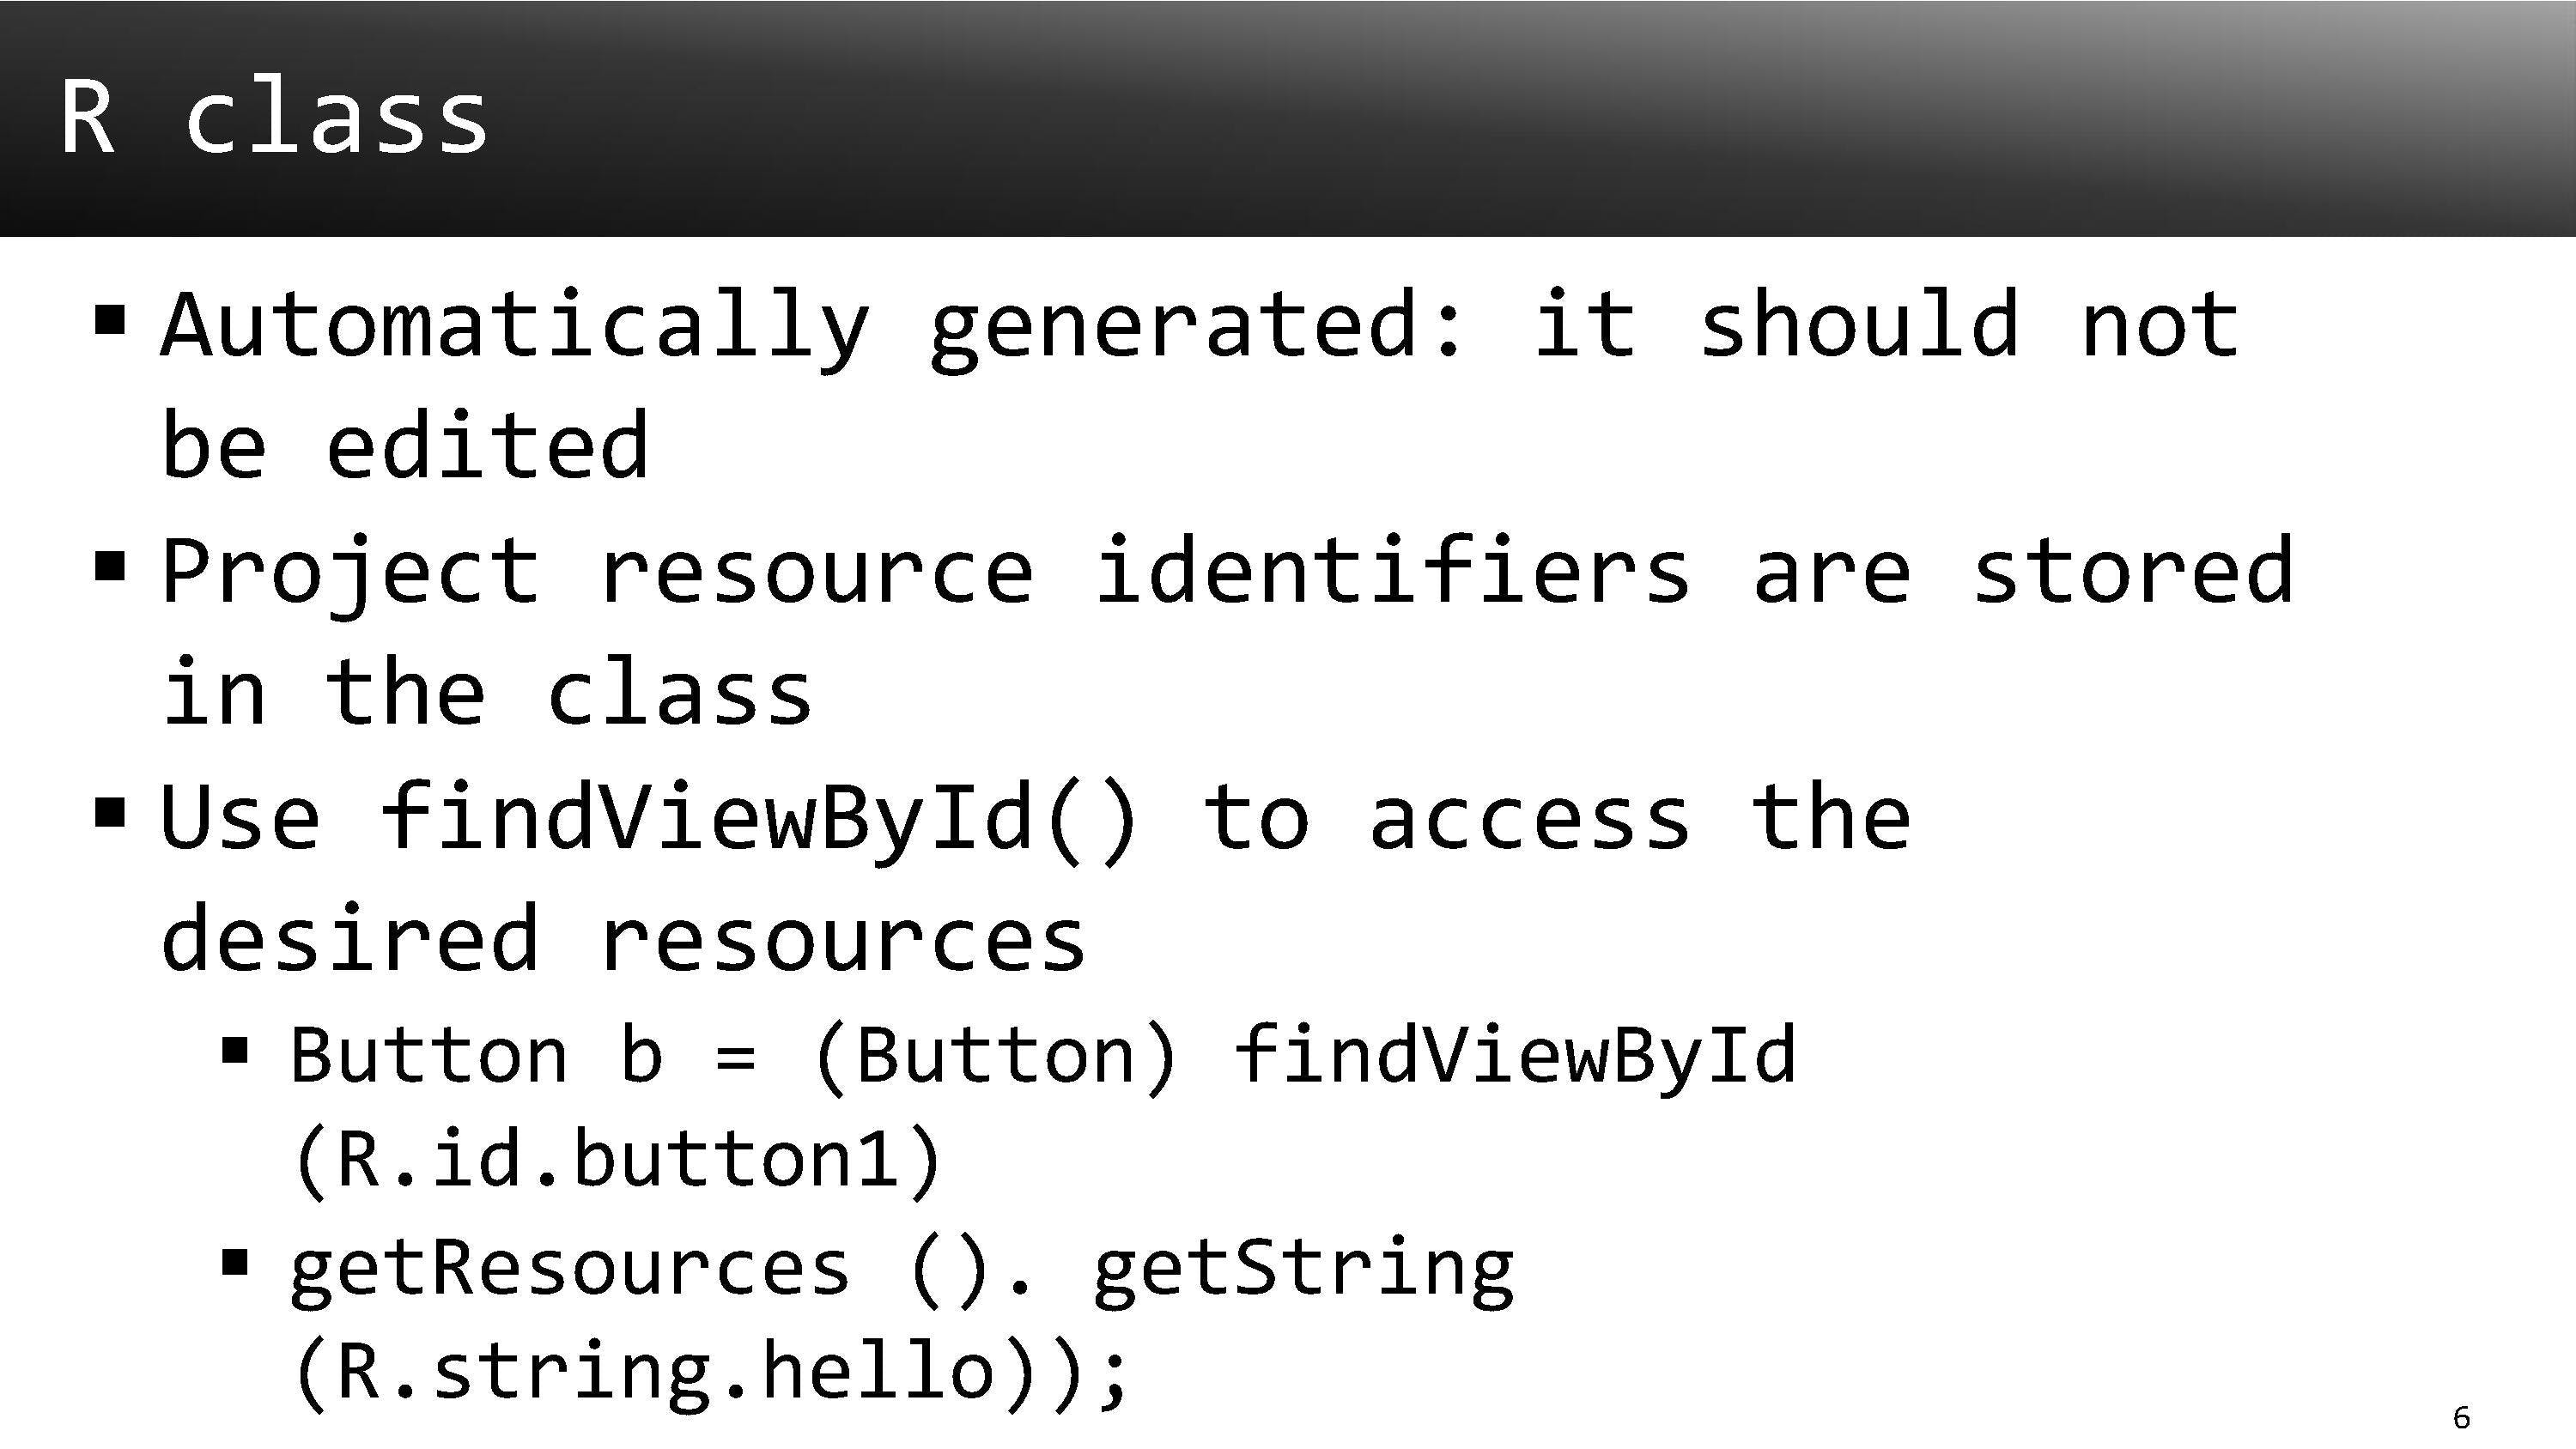 R class
▪ Automatically generated: it should not
be edited
▪ Project resource identifiers are stored
in the class
▪ Use findViewById() to access the
desired resources
▪ Button b = (Button) findViewById
(R.id.button1)
▪ getResources (). getString
(R.string.hello));
6